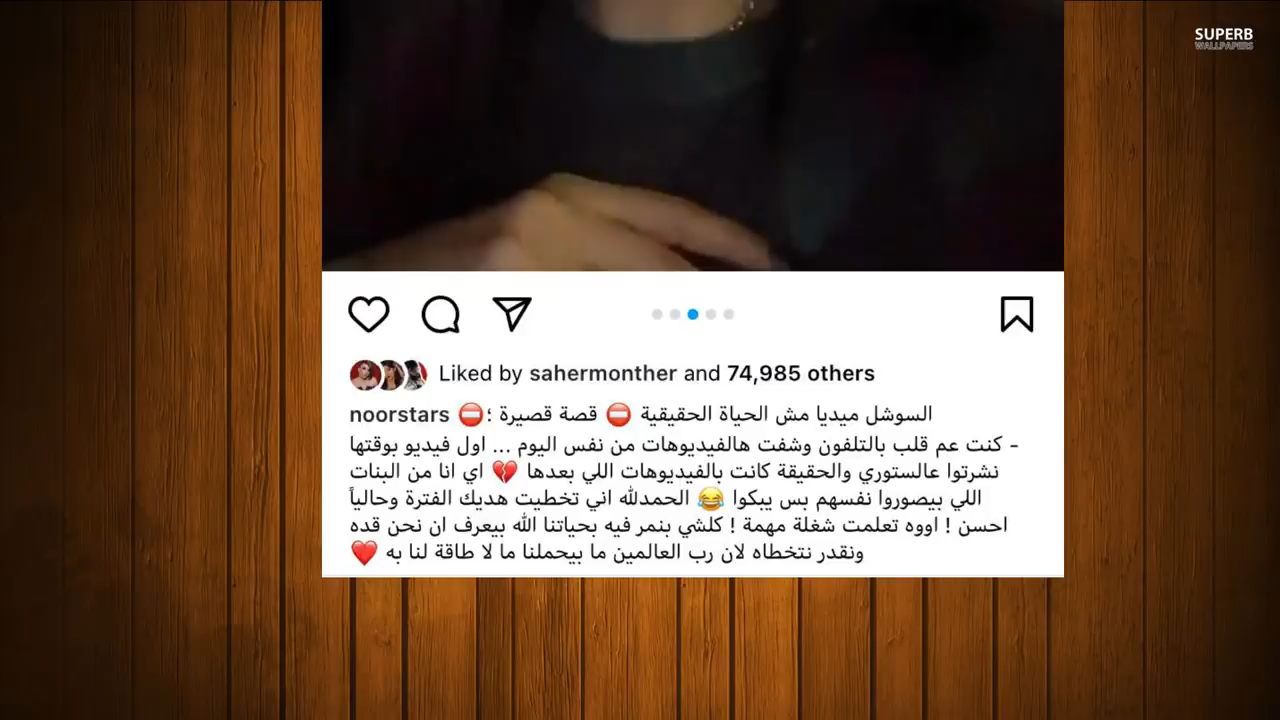 SUPERB
WALLPAPERS
Liked by sahermonther and 74,985 others
noorstars ⛔ السوشل ميديا مش الحياة الحقيقية ⛔ قصة قصيرة ؛
- كنت عم قلب بالتلفون وشفت هالفيديوهات من نفس اليوم ... اول فيديو بوقتها
نشرتوا عالستوري والحقيقة كانت بالفيديوهات اللي بعدها 💔 اي انا من البنات
اللي بيصوروا نفسهم بس يبكوا 😂 الحمدلله اني تخطيت هديك الفترة وحالياً
احسن ! اووه تعلمت شغلة مهمة ! كلشي بنمر فيه بحياتنا الله بيعرف ان نحن قده
ونقدر نتخطاه لان رب العالمين ما بيحملنا ما لا طاقة لنا به ❤️